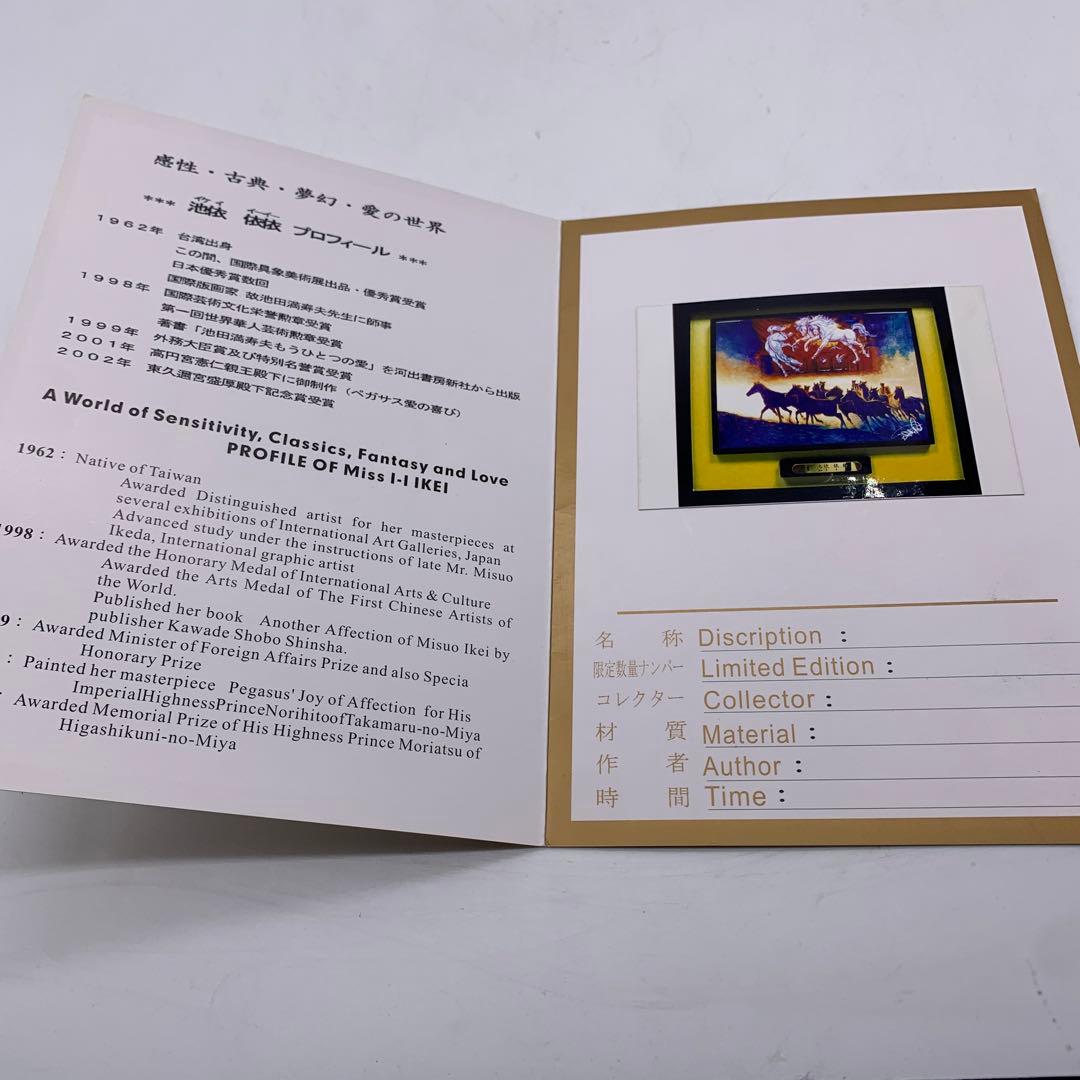 感性・古典・夢幻・愛の世界
イケイ イーイー
*** 池依 依依 プロフィール ***
1962年 台湾出身
この間、国際具象美術展出品・優秀賞受賞
日本優秀賞数回
国際版画家 故池田満寿夫先生に師事
1998年 国際芸術文化栄誉勲章受賞
第一回世界華人芸術勲章受賞
著書「池田満寿夫もうひとつの愛」を河出書房新社から出版
1999年 外務大臣賞及び特別名誉賞受賞
2001年 高円宮憲仁親王殿下に御制作（ペガサス愛の喜び）
2002年 東久邇宮盛厚殿下記念賞受賞
A World of Sensitivity, Classics, Fantasy and Love
PROFILE OF Miss I-I IKEI
1962 : Native of Taiwan
Awarded Distinguished artist for her masterpieces at
several exhibitions of International Art Galleries, Japan
Advanced study under the instructions of late Mr. Misuo
Ikeda, International graphic artist
1998 : Awarded the Honorary Medal of International Arts & Culture
Awarded the Arts Medal of The First Chinese Artists of
the World.
Published her book Another Affection of Misuo Ikei by
publisher Kawade Shobo Shinsha.
9 : Awarded Minister of Foreign Affairs Prize and also Specia
Honorary Prize
: Painted her masterpiece Pegasus' Joy of Affection for His
ImperialHighnessPrinceNorihitoofTakamaru-no-Miya
: Awarded Memorial Prize of His Highness Prince Moriatsu of
Higashikuni-no-Miya
名 称 Discription :
限定数量ナンバー Limited Edition :
コレクター Collector :
材 質 Material :
作 者 Author :
時 間 Time :